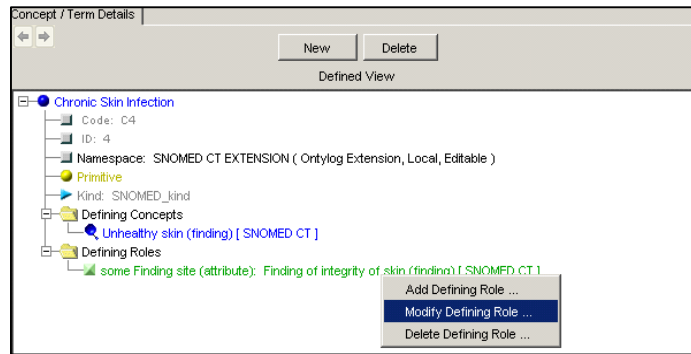 Concept / Term Details
New Delete
Defined View
Chronic Skin Infection
Code: C4
ID: 4
Namespace: SNOMED CT EXTENSION ( Ontylog Extension, Local, Editable )
Primitive
Kind: SNOMED_kind
Defining Concepts
Unhealthy skin (finding) [ SNOMED CT ]
Defining Roles
some Finding site (attribute): Finding of integrity of skin (finding) [ SNOMED CT ]
Add Defining Role ...
Modify Defining Role ...
Delete Defining Role ...